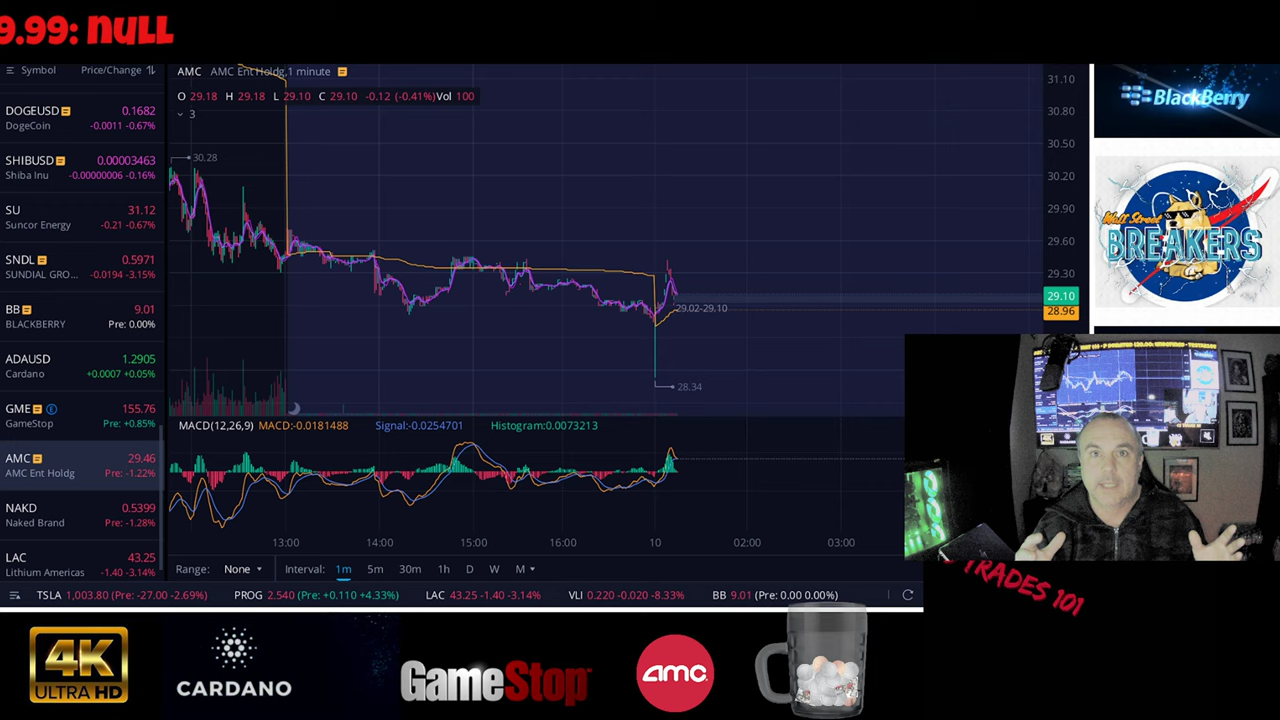 9.99: null
Symbol Price/Change
DOGEUSD 0.1682
DogeCoin -0.0011 -0.67%
SHIBUSD 0.00003463
Shiba Inu -0.00000006 -0.16%
SU 31.12
Suncor Energy -0.21 -0.67%
SNDL 0.5971
SUNDIAL GRO... -0.0194 -3.15%
BB 9.01
BLACKBERRY Pre: 0.00%
ADAUSD 1.2905
Cardano +0.0007 +0.05%
GME E 155.76
GameStop Pre: +0.85%
AMC 29.46
AMC Ent Holdg Pre: -1.22%
NAKD 0.5399
Naked Brand Pre: -1.28%
LAC 43.25
Lithium Americas -1.40 -3.14%
AMC AMC Ent Holdg,1 minute
O 29.18 H 29.18 L 29.10 C 29.10 -0.12 (-0.41%) Vol 100
3
30.28
29.02-29.10
28.34
31.10
30.80
30.50
30.20
29.90
29.60
29.30
29.10
28.96
MACD(12,26,9) MACD:-0.0181488 Signal:-0.0254701 Histogram:0.0073213
13:00 14:00 15:00 16:00 10 02:00 03:00
Range: None Interval: 1m 5m 30m 1h D W M
TSLA 1,003.80 (Pre: -27.00 -2.69%) PROG 2.540 (Pre: +0.110 +4.33%) LAC 43.25 -1.40 -3.14% VLI 0.220 -0.020 -8.33% BB 9.01 (Pre: 0.00 0.00%)
BlackBerry
Wall Street
BREAKERS
TRADES 101
4K
ULTRA HD
CARDANO
GameStop
amc